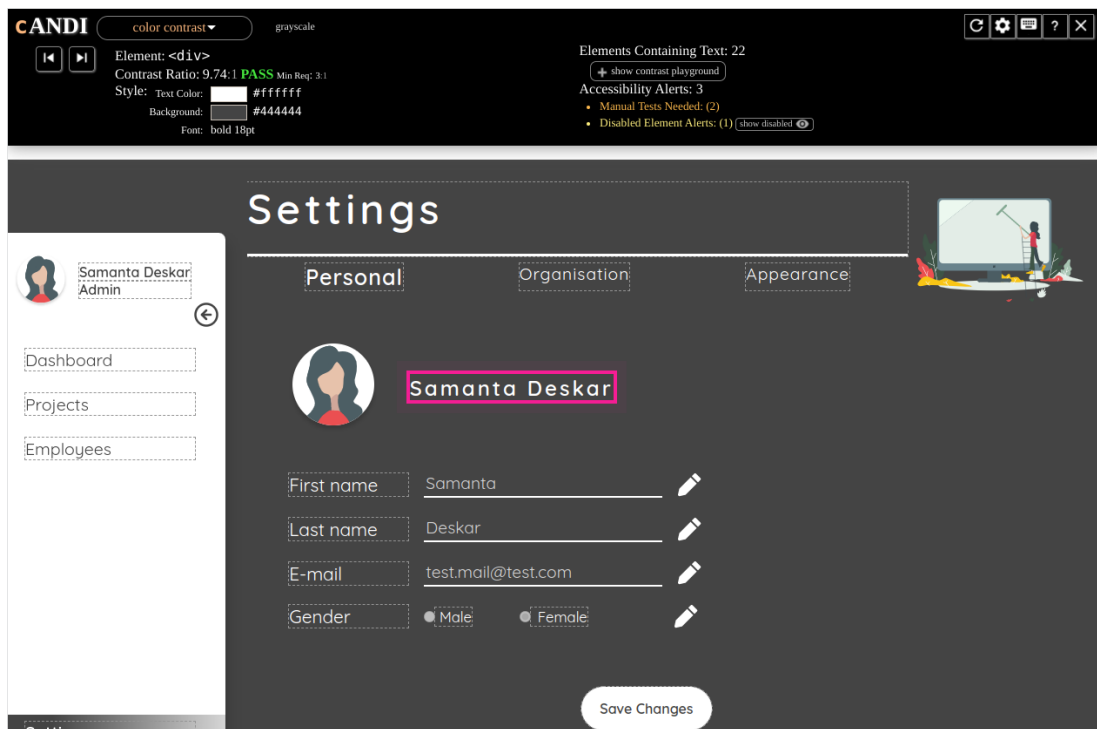 cANDI color contrast grayscale ?
Element: <div>
Contrast Ratio: 9.74:1 PASS Min Req: 3:1
Style: Text Color: #ffffff
Background: #444444
Font: bold 18pt
Elements Containing Text: 22
show contrast playground
Accessibility Alerts: 3
Manual Tests Needed: (2)
Disabled Element Alerts: (1) show disabled
Settings
Personal Organisation Appearance
Samanta Deskar
Admin
Dashboard
Projects
Employees
Samanta Deskar
First name Samanta
Last name Deskar
E-mail test.mail@test.com
Gender Male Female
Save Changes